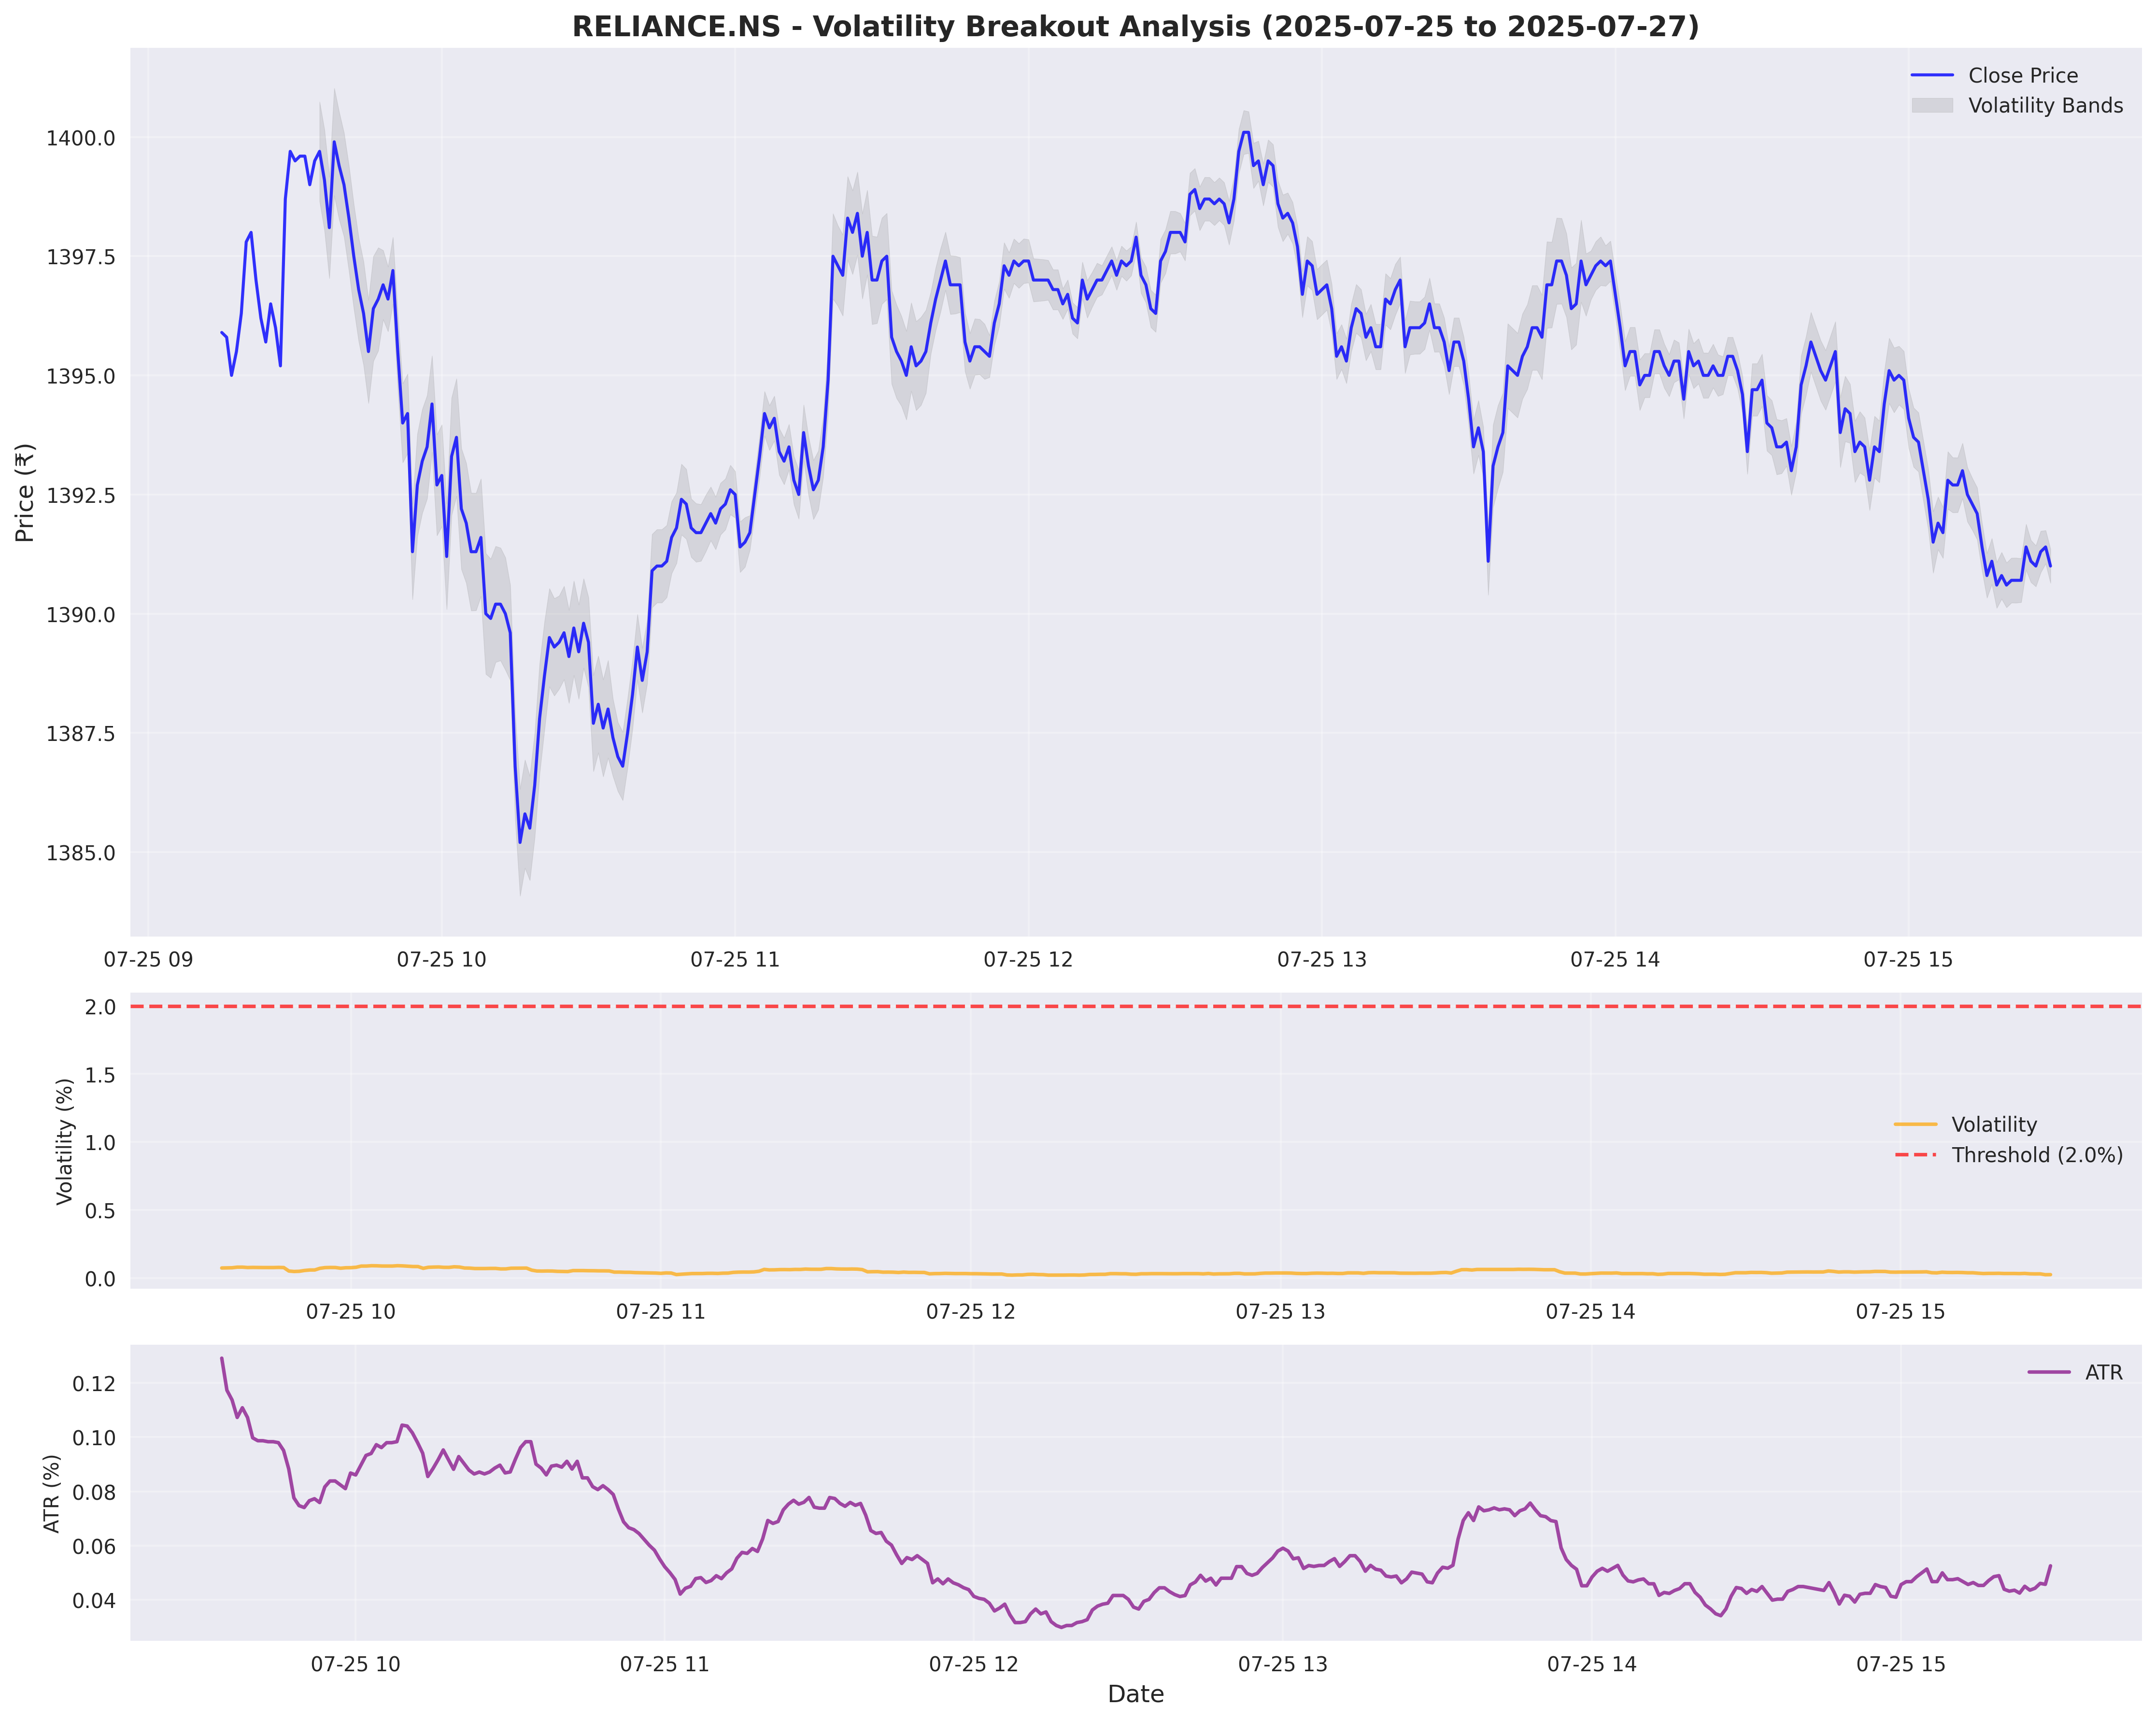 RELIANCE.NS - Volatility Breakout Analysis (2025-07-25 to 2025-07-27)
Close Price
Volatility Bands
Price (₹)
1400.0
1397.5
1395.0
1392.5
1390.0
1387.5
1385.0
07-25 09 07-25 10 07-25 11 07-25 12 07-25 13 07-25 14 07-25 15
Volatility (%)
2.0
1.5
1.0
0.5
0.0
Volatility
Threshold (2.0%)
07-25 10 07-25 11 07-25 12 07-25 13 07-25 14 07-25 15
ATR (%)
0.12
0.10
0.08
0.06
0.04
ATR
07-25 10 07-25 11 07-25 12 07-25 13 07-25 14 07-25 15
Date